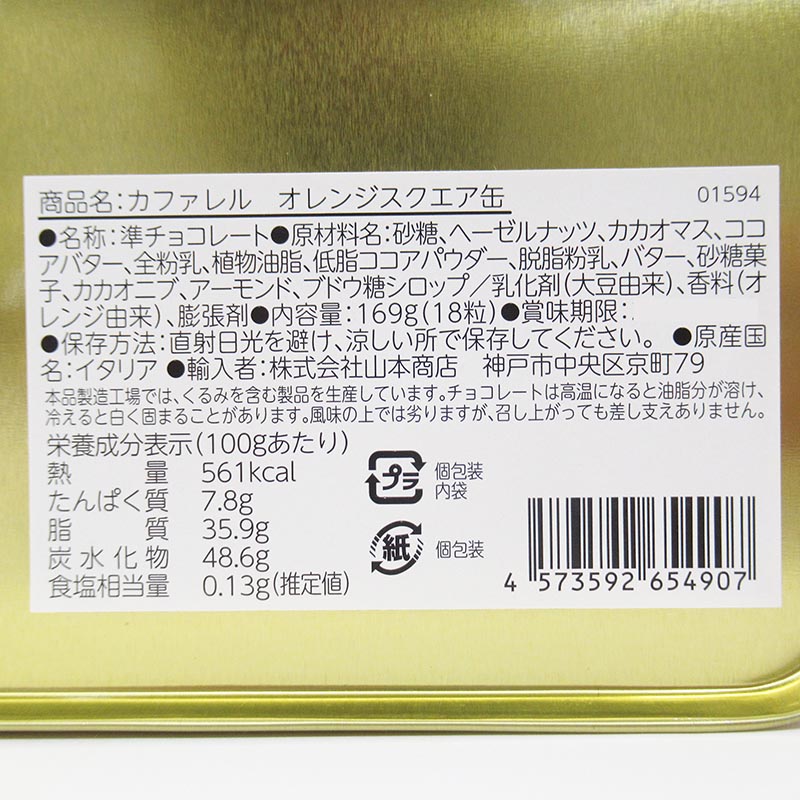 商品名:カファレル　オレンジスクエア缶
01594
●名称:準チョコレート●原材料名:砂糖、ヘーゼルナッツ、カカオマス、ココ
アバター、全粉乳、植物油脂、低脂ココアパウダー、脱脂粉乳、バター、砂糖菓
子、カカオニブ、アーモンド、ブドウ糖シロップ／乳化剤(大豆由来)、香料(オ
レンジ由来)、膨張剤●内容量:169g(18粒)●賞味期限:
●保存方法:直射日光を避け、涼しい所で保存してください。 ●原産国
名:イタリア ●輸入者:株式会社山本商店　神戸市中央区京町79
本品製造工場では、くるみを含む製品を生産しています。チョコレートは高温になると油脂分が溶け、
冷えると白く固まることがあります。風味の上では劣りますが、召し上がっても差し支えありません。
栄養成分表示(100gあたり)
熱量 561kcal
たんぱく質 7.8g
脂質 35.9g
炭水化物 48.6g
食塩相当量 0.13g(推定値)
プラ 個包装
内袋
紙 個包装
4 573592 654907